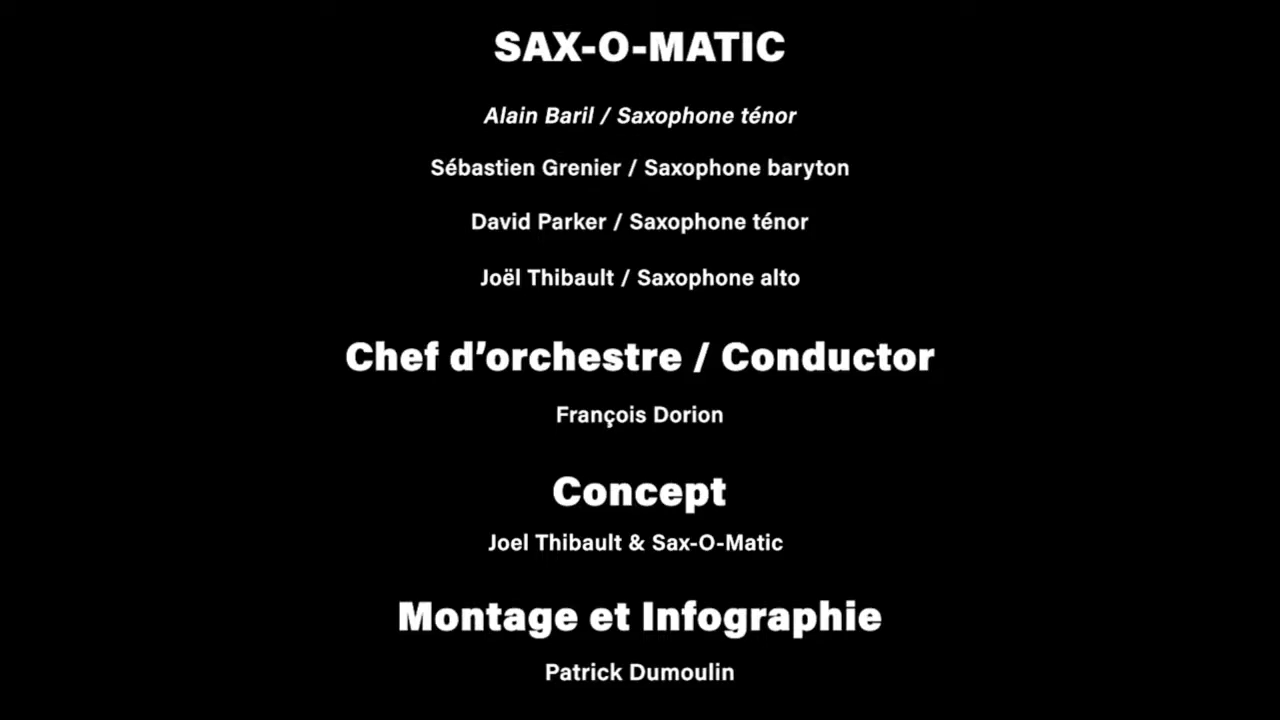 SAX-O-MATIC
Alain Baril / Saxophone ténor
Sébastien Grenier / Saxophone baryton
David Parker / Saxophone ténor
Joël Thibault / Saxophone alto
Chef d’orchestre / Conductor
François Dorion
Concept
Joel Thibault & Sax-O-Matic
Montage et Infographie
Patrick Dumoulin